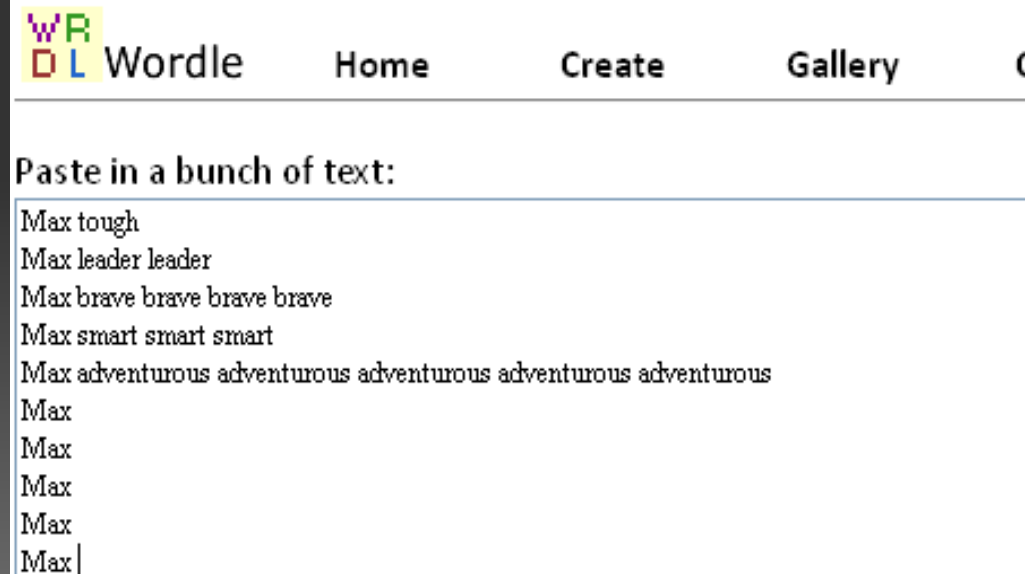 WR
DL Wordle Home Create Gallery
Paste in a bunch of text:
Max tough
Max leader leader
Max brave brave brave brave
Max smart smart smart
Max adventurous adventurous adventurous adventurous adventurous
Max
Max
Max
Max
Max